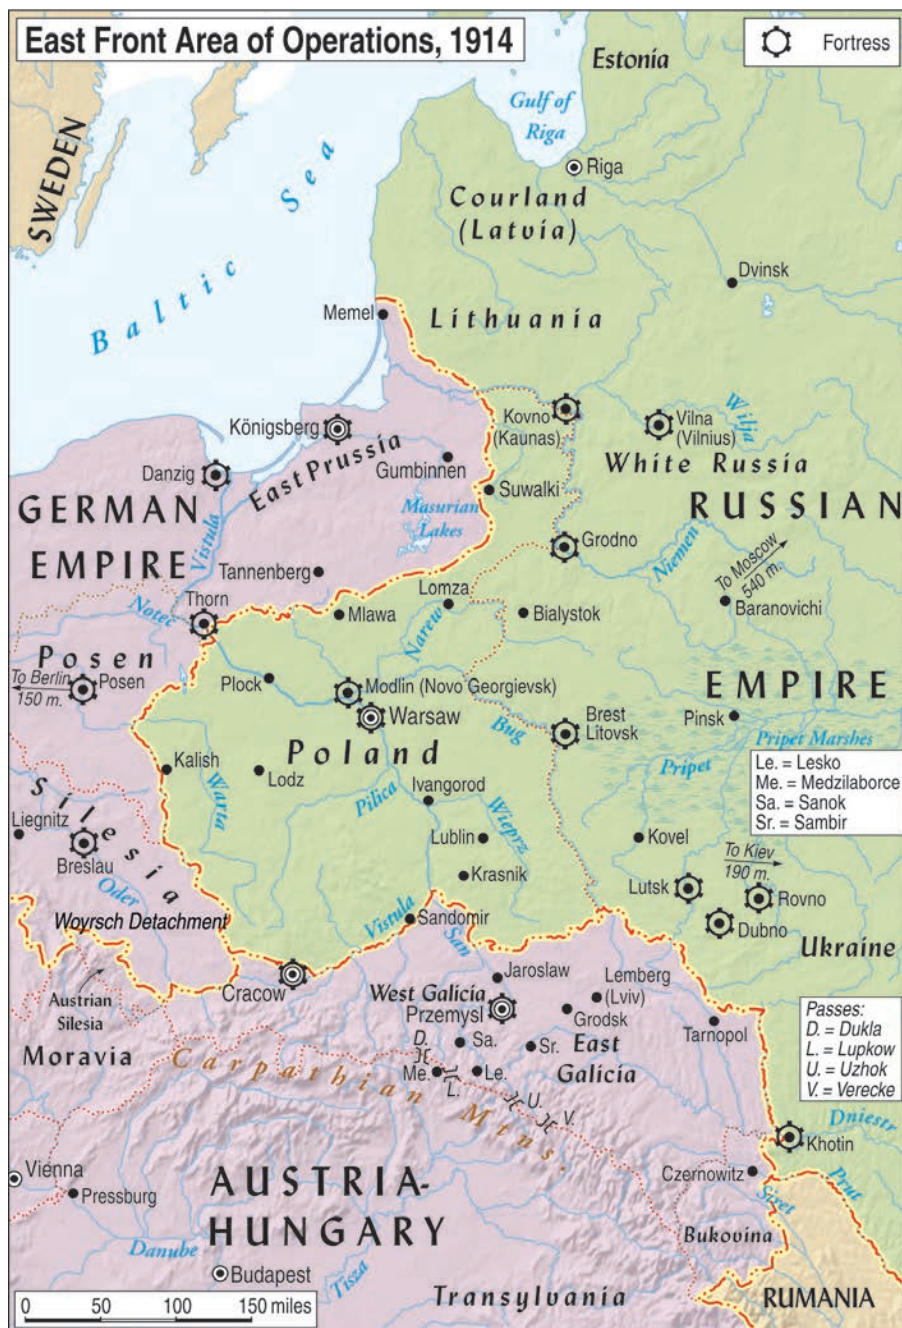 East Front Area of Operations, 1914
Fortress
Estonia
Gulf of
Riga
SWEDEN
Baltic Sea
Riga
Courland
(Latvia)
Dvinsk
Memel
Lithuania
Kovno
(Kaunas)
Vilna
(Vilnius)
Wilja
Königsberg
East Prussia
Gumbinnen
White Russia
Danzig
Suwalki
GERMAN
EMPIRE
Vistula
Masurian
Lakes
RUSSIAN
EMPIRE
Grodno
Niemen
To Moscow
540 m.
Tannenberg
Lomza
Baranovichi
Thorn
Notec
Mlawa
Narew
Bialystok
Posen
To Berlin
150 m.
Posen
Plock
Modlin (Novo Georgievsk)
Warsaw
Bug
Brest
Litovsk
Pinsk
Pripet Marshes
Pripet
Poland
Kalish
Warta
Lodz
Pilica
Ivangorod
Wieprz
Le. = Lesko
Me. = Medzilaborce
Sa. = Sanok
Sr. = Sambir
Silesia
Liegnitz
Breslau
Oder
Lublin
Krasnik
Kovel
To Kiev
190 m.
Lutsk
Rovno
Dubno
Woyrsch Detachment
Vistula
Sandomir
San
Ukraine
Austrian
Silesia
Cracow
Jaroslaw
West Galicia
Przemysl
Lemberg
(Lviv)
Grodsk
Tarnopol
Moravia
Carpathian Mtns.
D.
Sa.
Sr.
East
Galicia
Me.
L.
Le.
U.
V.
Passes:
D. = Dukla
L. = Lupkow
U. = Uzhok
V. = Verecke
Dniestr
Khotin
Vienna
Pressburg
AUSTRIA-
HUNGARY
Czernowitz
Siret
Prut
Bukovina
Danube
Budapest
Tisza
Transylvania
RUMANIA
0 50 100 150 miles